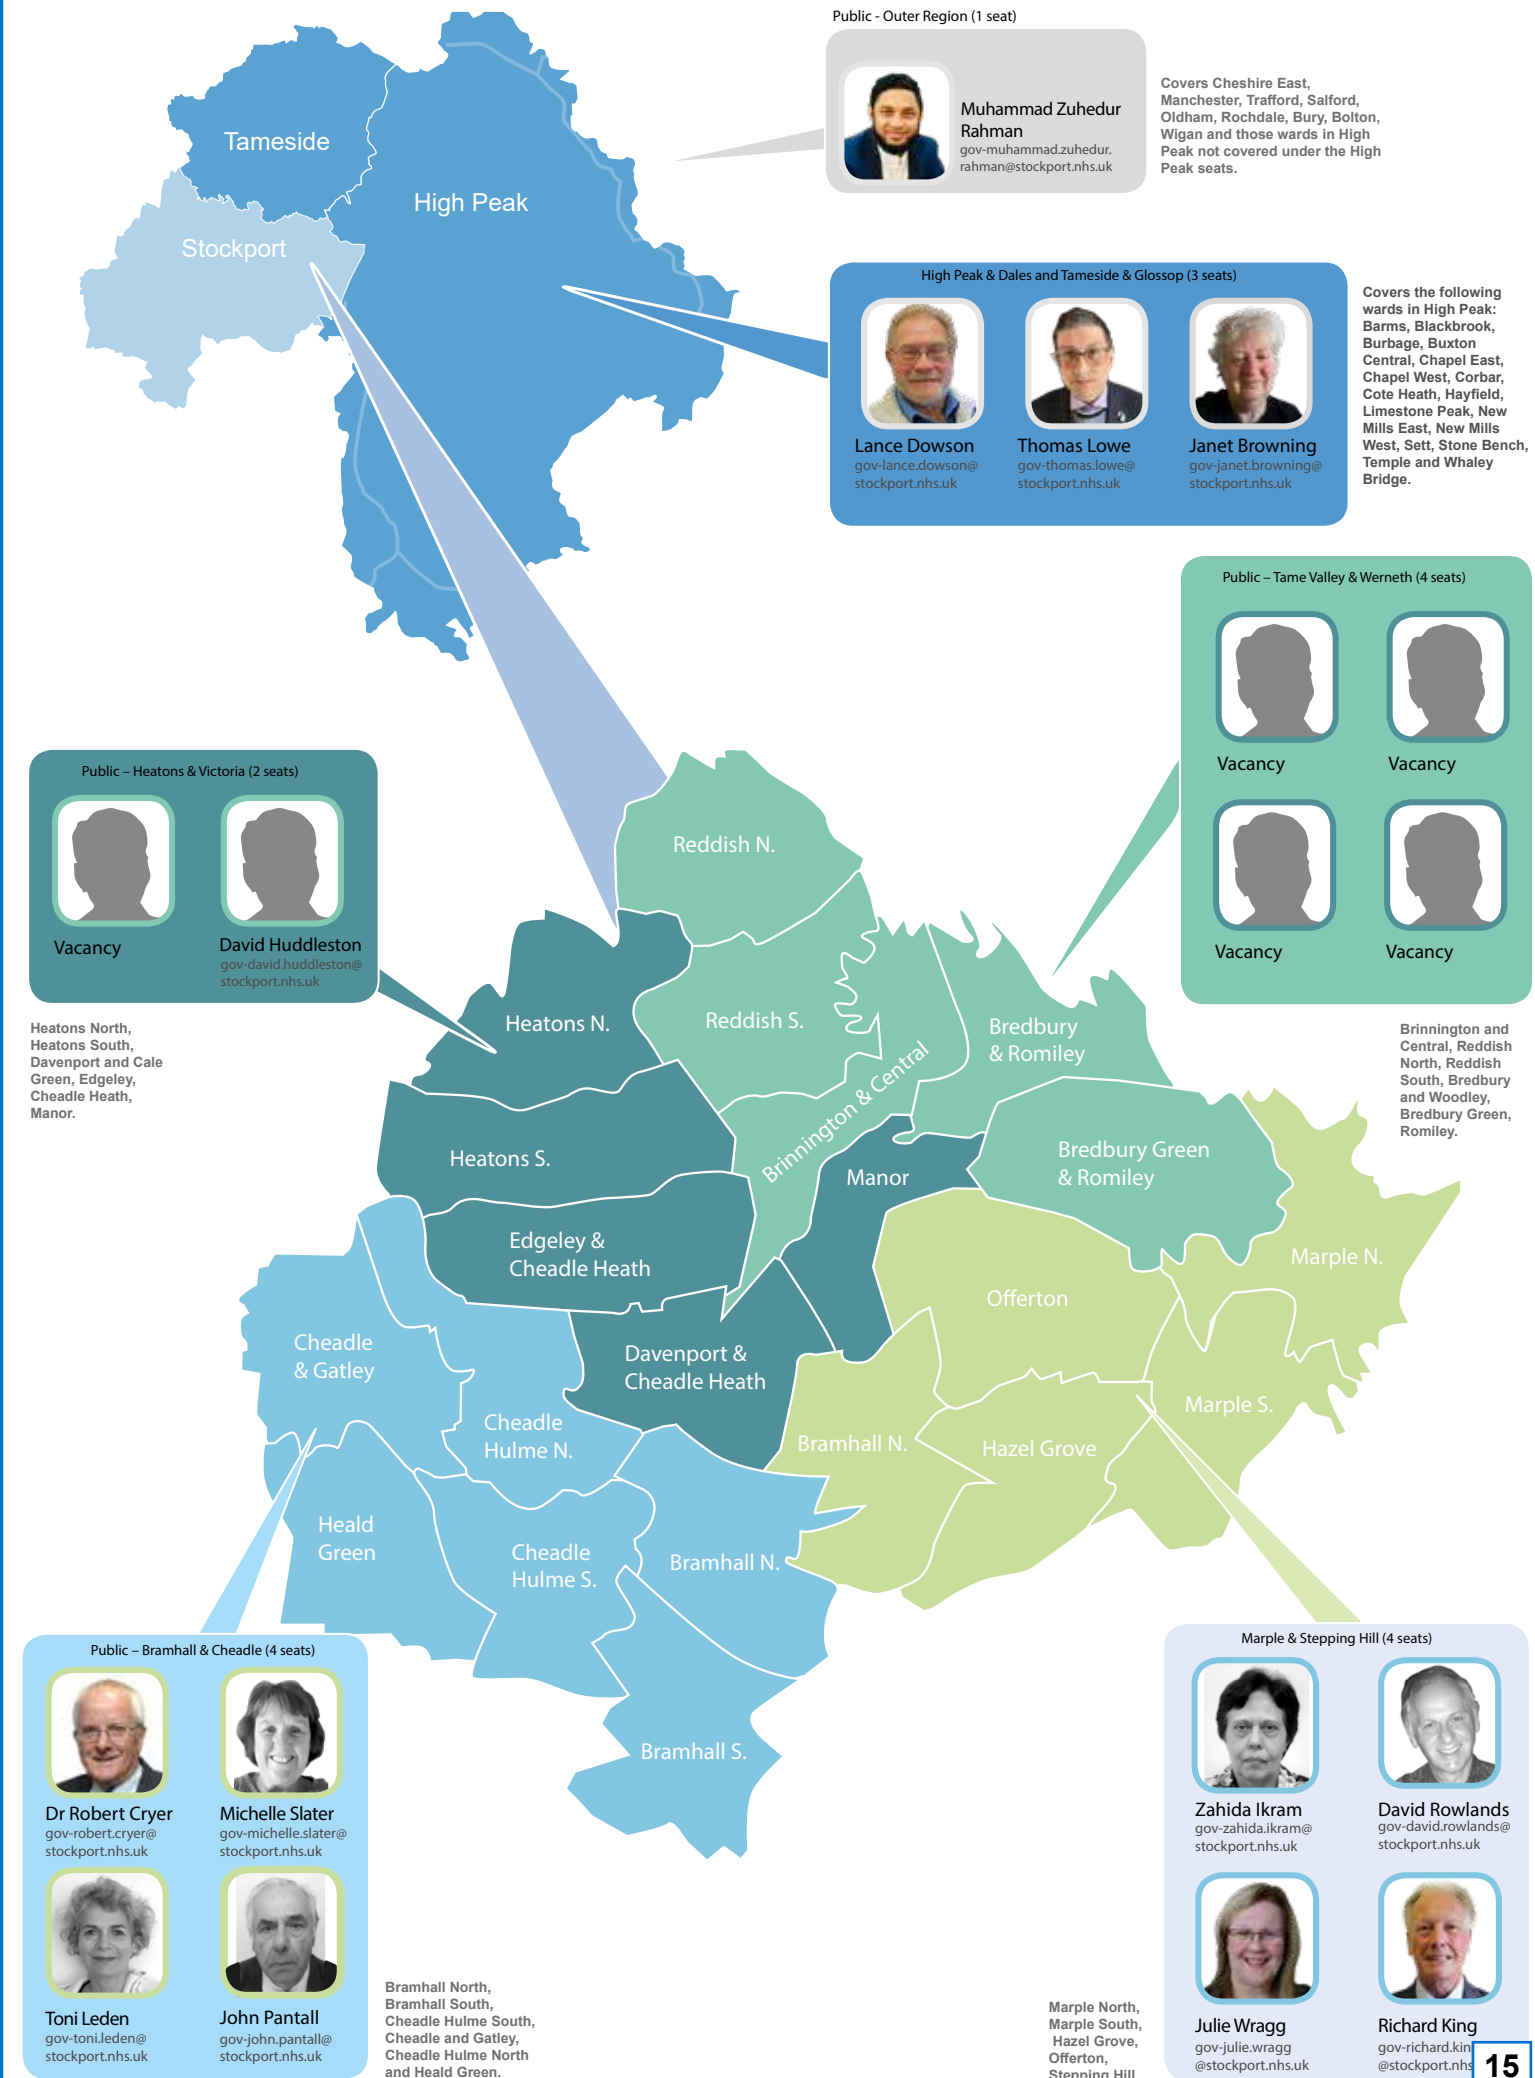 Public - Outer Region (1 seat)
Muhammad Zuhedur
Rahman
gov-muhammad.zuhedur.
rahman@stockport.nhs.uk
Covers Cheshire East,
Manchester, Trafford, Salford,
Oldham, Rochdale, Bury, Bolton,
Wigan and those wards in High
Peak not covered under the High
Peak seats.
Tameside
High Peak
Stockport
High Peak & Dales and Tameside & Glossop (3 seats)
Lance Dowson
gov-lance.dowson@
stockport.nhs.uk
Thomas Lowe
gov-thomas.lowe@
stockport.nhs.uk
Janet Browning
gov-janet.browning@
stockport.nhs.uk
Covers the following
wards in High Peak:
Barms, Blackbrook,
Burbage, Buxton
Central, Chapel East,
Chapel West, Corbar,
Cote Heath, Hayfield,
Limestone Peak, New
Mills East, New Mills
West, Sett, Stone Bench,
Temple and Whaley
Bridge.
Public – Tame Valley & Werneth (4 seats)
Vacancy
Vacancy
Vacancy
Vacancy
Brinnington and
Central, Reddish
North, Reddish
South, Bredbury
and Woodley,
Bredbury Green,
Romiley.
Public – Heatons & Victoria (2 seats)
Vacancy
David Huddleston
gov-david.huddleston@
stockport.nhs.uk
Heatons North,
Heatons South,
Davenport and Cale
Green, Edgeley,
Cheadle Heath,
Manor.
Reddish N.
Heatons N.
Reddish S.
Bredbury
& Romiley
Brinnington & Central
Heatons S.
Manor
Bredbury Green
& Romiley
Edgeley &
Cheadle Heath
Marple N.
Offerton
Cheadle
& Gatley
Davenport &
Cheadle Heath
Marple S.
Cheadle
Hulme N.
Bramhall N.
Hazel Grove
Heald
Green
Cheadle
Hulme S.
Bramhall N.
Bramhall S.
Public – Bramhall & Cheadle (4 seats)
Dr Robert Cryer
gov-robert.cryer@
stockport.nhs.uk
Michelle Slater
gov-michelle.slater@
stockport.nhs.uk
Toni Leden
gov-toni.leden@
stockport.nhs.uk
John Pantall
gov-john.pantall@
stockport.nhs.uk
Bramhall North,
Bramhall South,
Cheadle Hulme South,
Cheadle and Gatley,
Cheadle Hulme North
and Heald Green.
Marple & Stepping Hill (4 seats)
Zahida Ikram
gov-zahida.ikram@
stockport.nhs.uk
David Rowlands
gov-david.rowlands@
stockport.nhs.uk
Julie Wragg
gov-julie.wragg
@stockport.nhs.uk
Richard King
gov-richard.kin
@stockport.nhs
Marple North,
Marple South,
Hazel Grove,
Offerton,
Stepping Hill
15